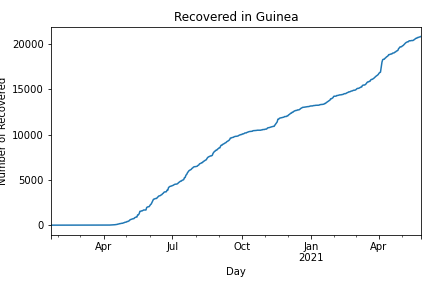 Recovered in Guinea
Number of Recovered
20000
15000
10000
5000
0
Apr
Jul
Oct
Jan
2021
Apr
Day